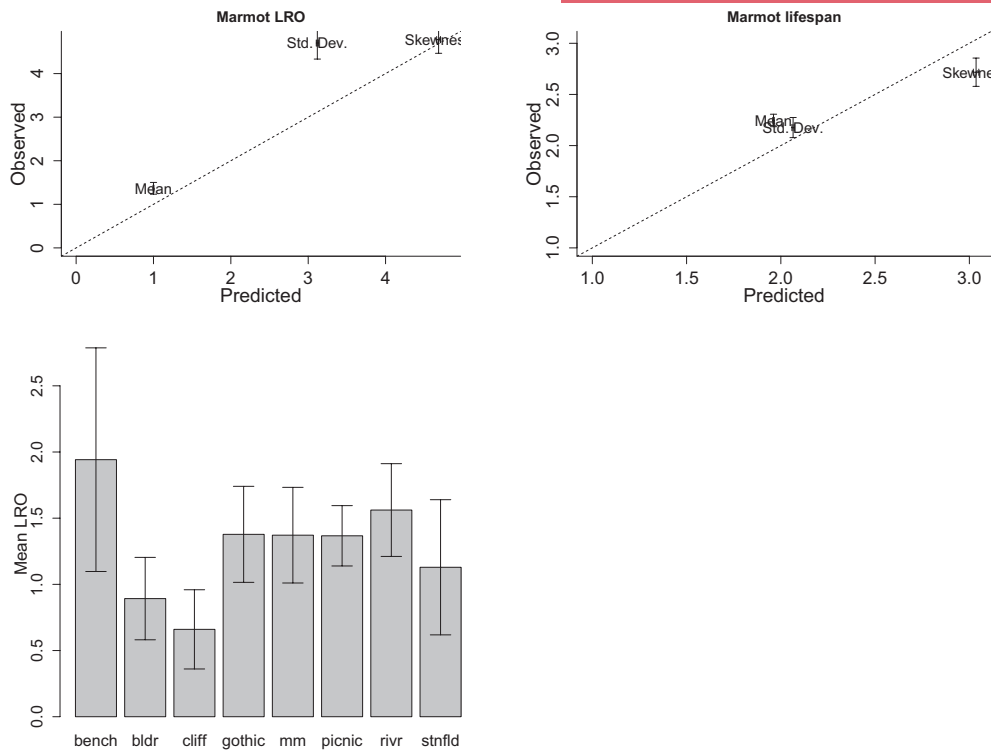 Marmot LRO
Observed
4
3
2
1
0
Std. Dev.
Skewnes
Mean
0 1 2 3 4
Predicted
Marmot lifespan
Observed
3.0
2.5
2.0
1.5
1.0
Skewne
Mean
Std. Dev.
1.0 1.5 2.0 2.5 3.0
Predicted
Mean LRO
2.5
2.0
1.5
1.0
0.5
0.0
bench bldr cliff gothic mm picnic rivr stnfld